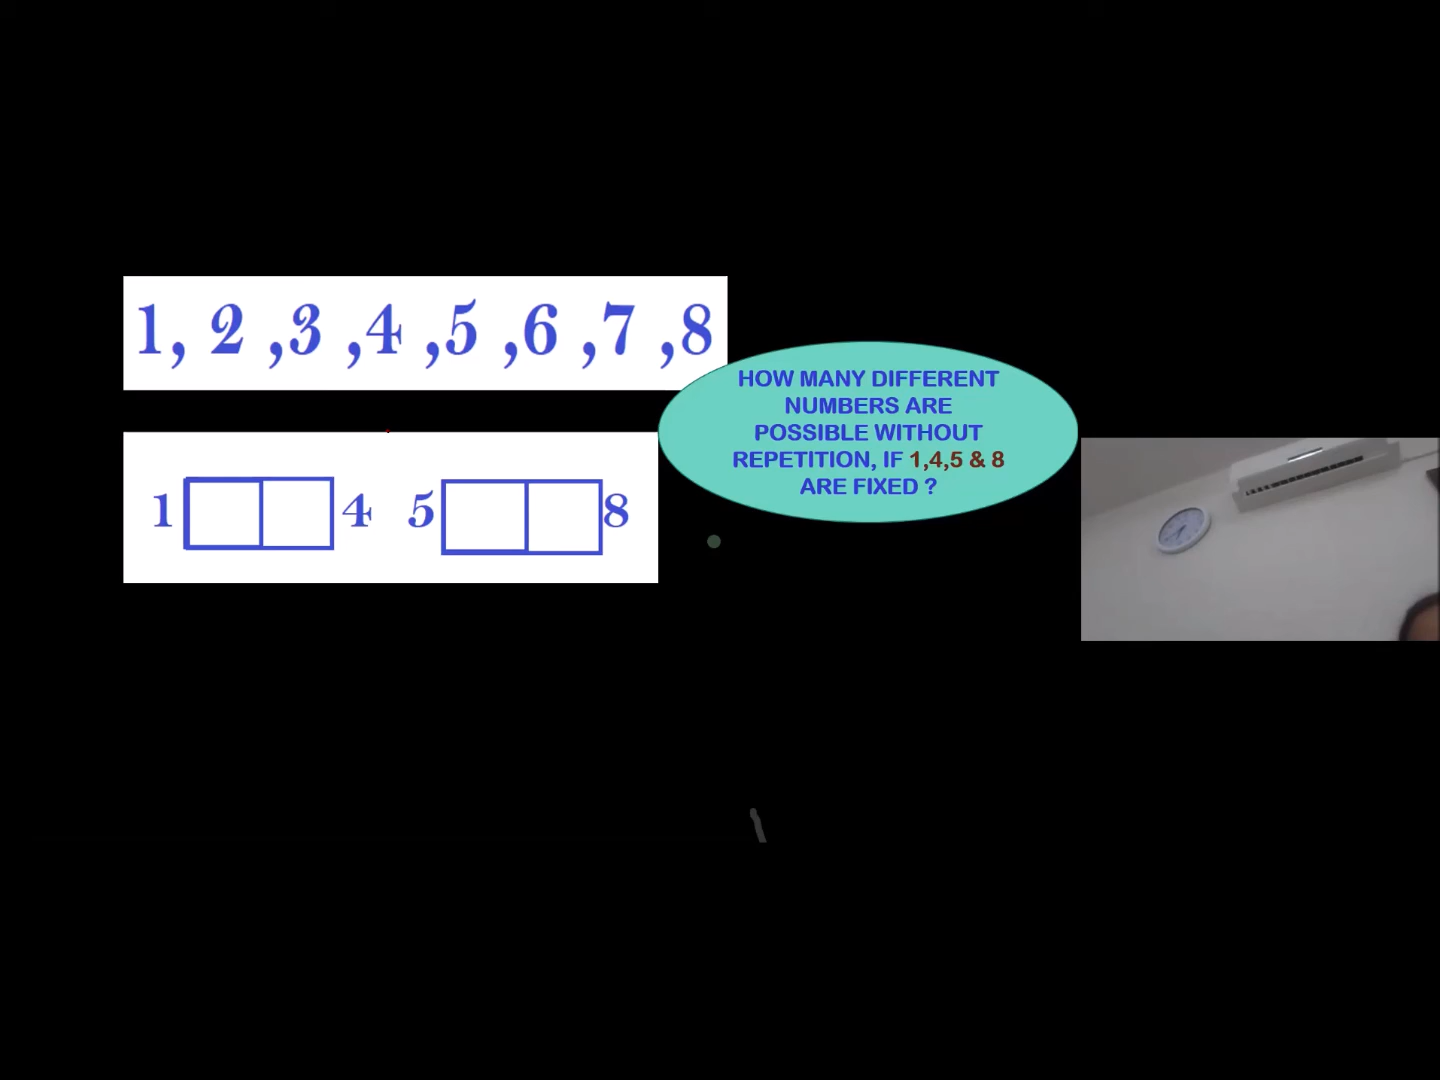 1, 2 ,3 ,4 ,5 ,6 ,7 ,8
HOW MANY DIFFERENT
NUMBERS ARE
POSSIBLE WITHOUT
REPETITION, IF 1,4,5 & 8
ARE FIXED ?
1 4 5 8